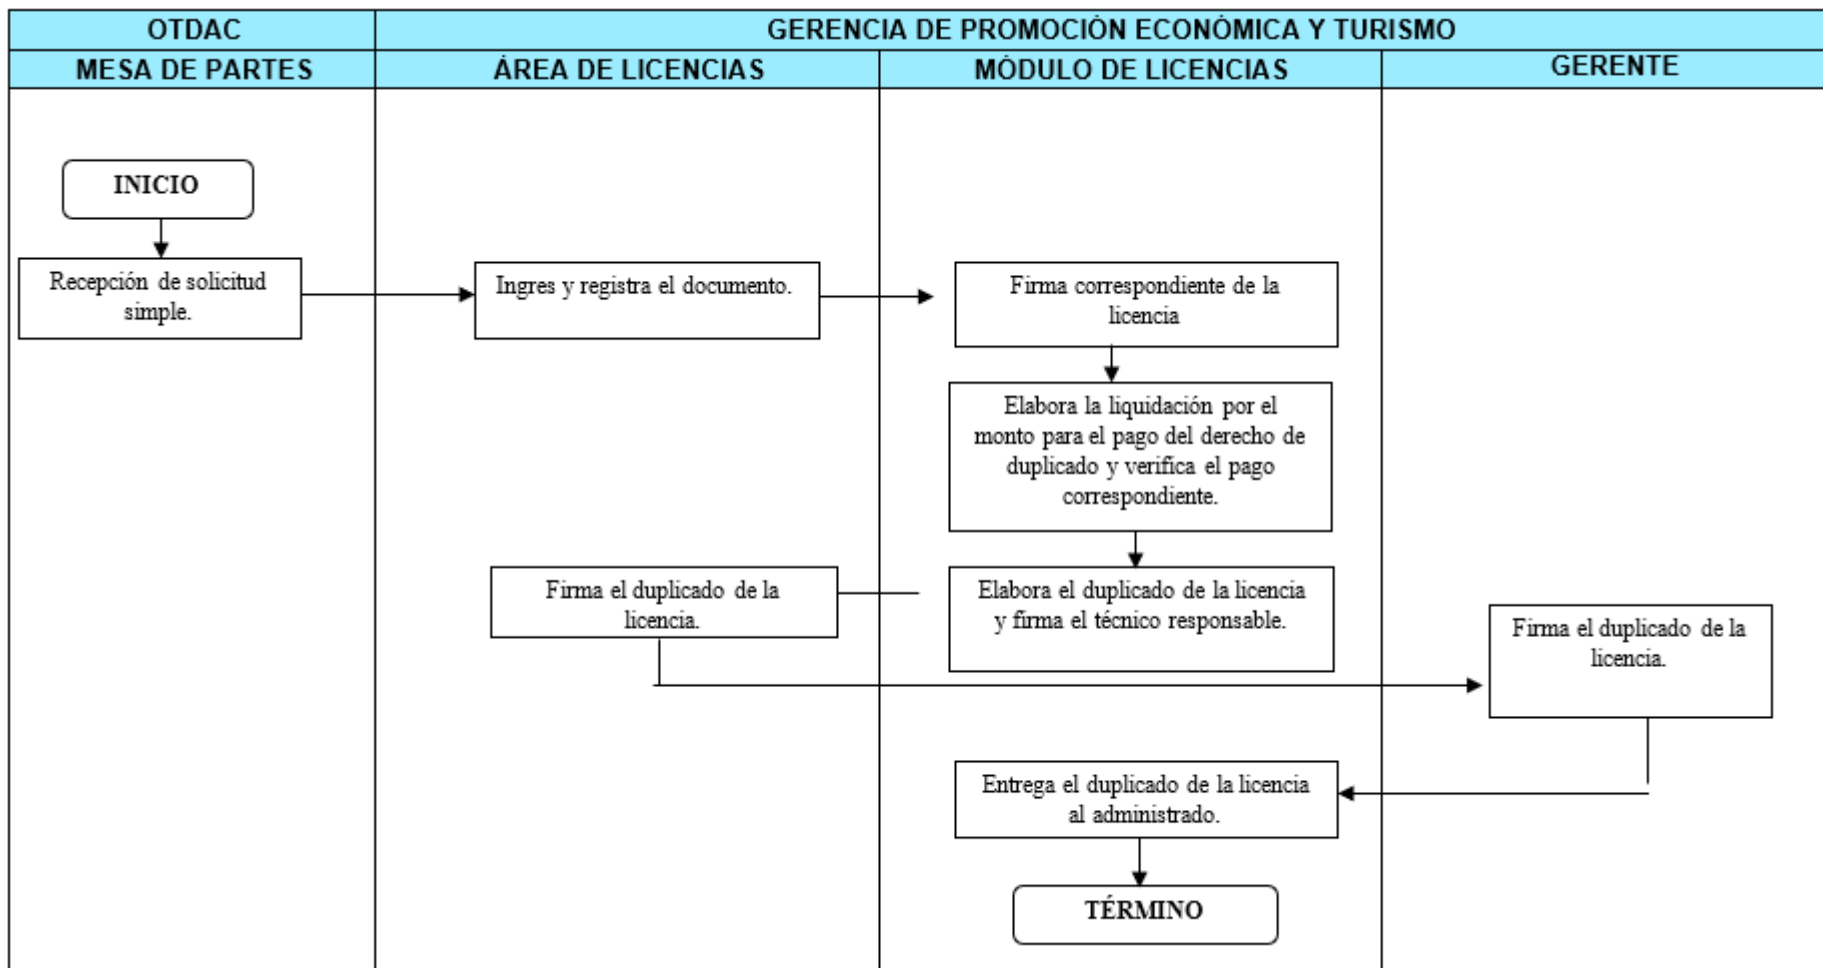 OTDAC
GERENCIA DE PROMOCIÓN ECONÓMICA Y TURISMO
MESA DE PARTES
ÁREA DE LICENCIAS
MÓDULO DE LICENCIAS
GERENTE
INICIO
Recepción de solicitud
simple.
Ingres y registra el documento.
Firma correspondiente de la
licencia
Elabora la liquidación por el
monto para el pago del derecho de
duplicado y verifica el pago
correspondiente.
Firma el duplicado de la
licencia.
Elabora el duplicado de la licencia
y firma el técnico responsable.
Firma el duplicado de la
licencia.
Entrega el duplicado de la licencia
al administrado.
TÉRMINO